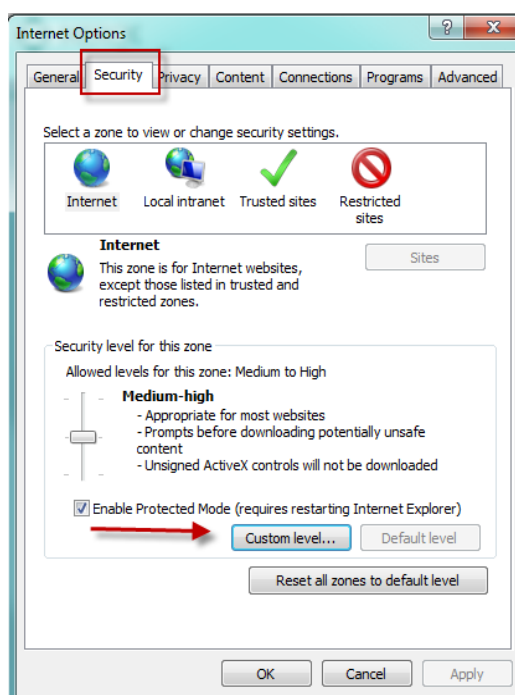 Internet Options
General Security Privacy Content Connections Programs Advanced
Select a zone to view or change security settings.
Internet Local intranet Trusted sites Restricted
sites
Internet
Sites
This zone is for Internet websites,
except those listed in trusted and
restricted zones.
Security level for this zone
Allowed levels for this zone: Medium to High
Medium-high
- Appropriate for most websites
- Prompts before downloading potentially unsafe
content
- Unsigned ActiveX controls will not be downloaded
Enable Protected Mode (requires restarting Internet Explorer)
Custom level... Default level
Reset all zones to default level
OK Cancel Apply